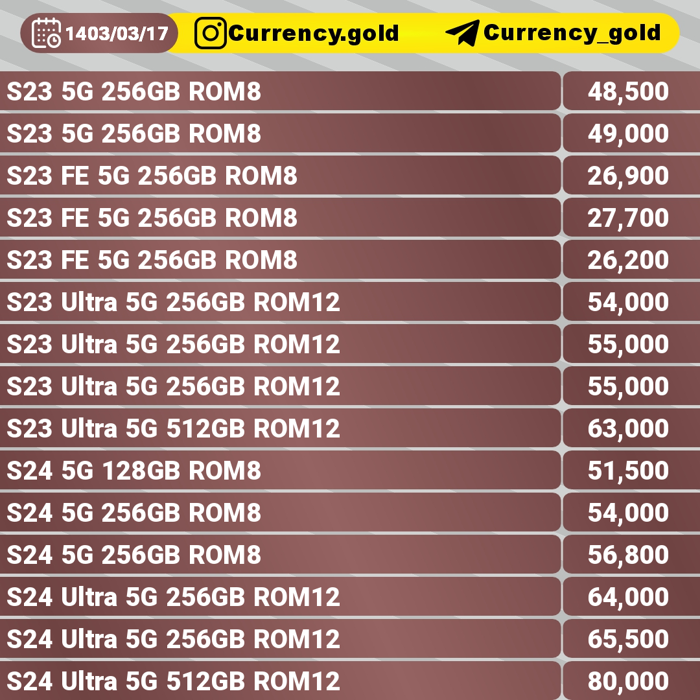 1403/03/17 Currency.gold Currency_gold
S23 5G 256GB ROM8 48,500
S23 5G 256GB ROM8 49,000
S23 FE 5G 256GB ROM8 26,900
S23 FE 5G 256GB ROM8 27,700
S23 FE 5G 256GB ROM8 26,200
S23 Ultra 5G 256GB ROM12 54,000
S23 Ultra 5G 256GB ROM12 55,000
S23 Ultra 5G 256GB ROM12 55,000
S23 Ultra 5G 512GB ROM12 63,000
S24 5G 128GB ROM8 51,500
S24 5G 256GB ROM8 54,000
S24 5G 256GB ROM8 56,800
S24 Ultra 5G 256GB ROM12 64,000
S24 Ultra 5G 256GB ROM12 65,500
S24 Ultra 5G 512GB ROM12 80,000